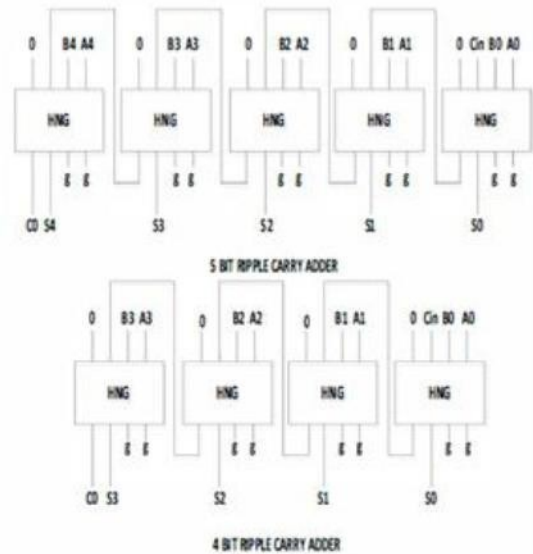 0 B4 A4 0 B3 A3 0 B2 A2 0 B1 A1 0 Cin B0 A0
HNG HNG HNG HNG HNG
g g g g g g g g g g
C0 S4 S3 S2 S1 S0
5 BIT RIPPLE CARRY ADDER
0 B3 A3 0 B2 A2 0 B1 A1 0 Cin B0 A0
HNG HNG HNG HNG
g g g g g g g g
C0 S3 S2 S1 S0
4 BIT RIPPLE CARRY ADDER